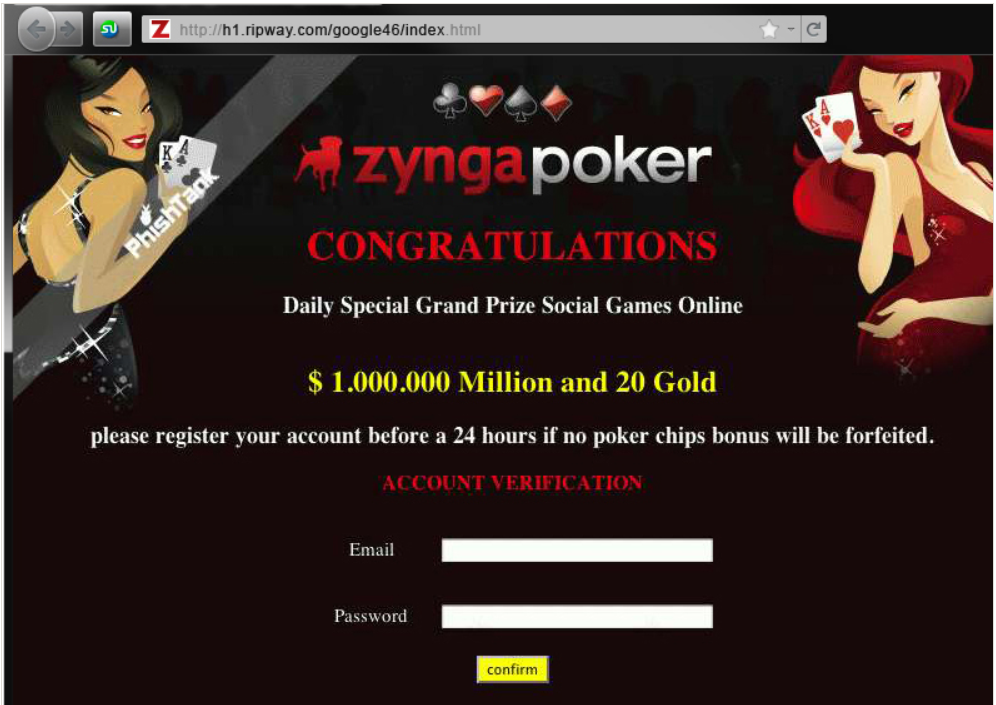 http://h1.ripway.com/google46/index.html
K A
K A
PhishTank
zyngapoker
CONGRATULATIONS
Daily Special Grand Prize Social Games Online
$ 1.000.000 Million and 20 Gold
please register your account before a 24 hours if no poker chips bonus will be forfeited.
ACCOUNT VERIFICATION
Email
Password
confirm